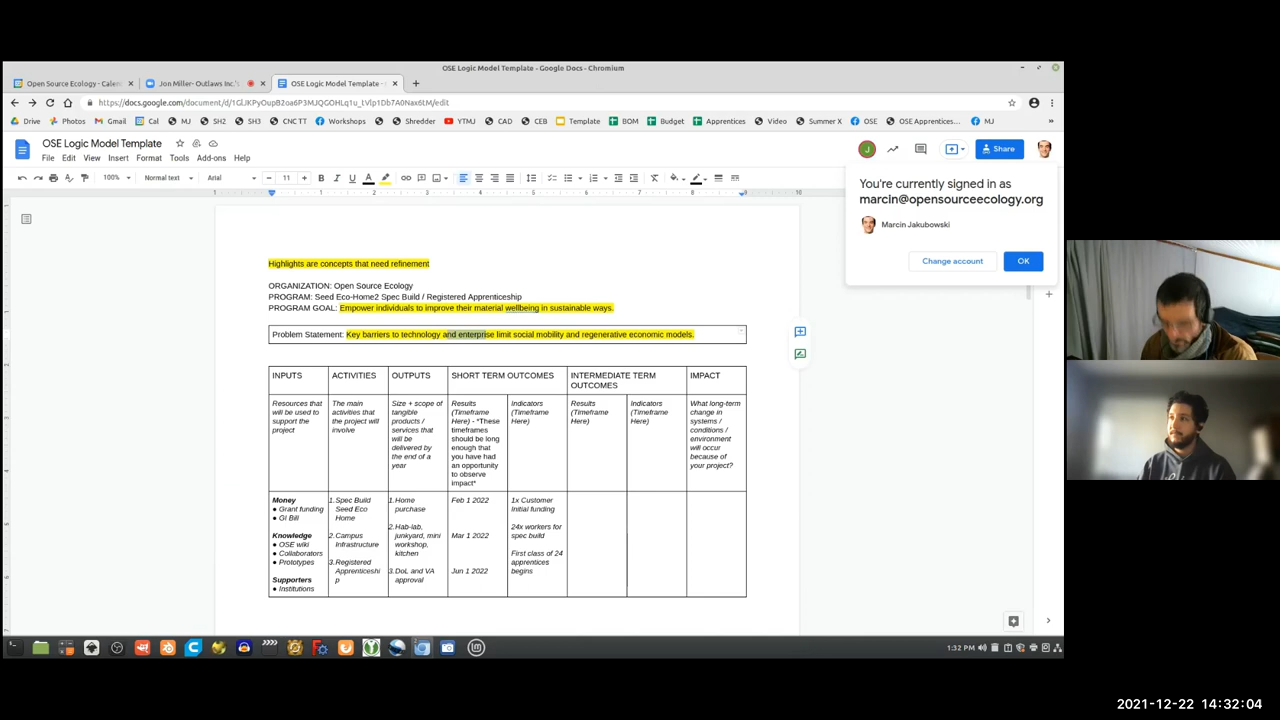 OSE Logic Model Template - Google Docs - Chromium
Open Source Ecology - Calen
Jon Miller- Outlaws Inc.'s
OSE Logic Model Template -
https://docs.google.com/document/d/1GlJKPyOupB2oa6P3MJQGOHLq1u_tVlp1Db7A0Nax6tM/edit
Drive Photos Gmail Cal MJ SH2 SH3 CNC TT Workshops Shredder YTMJ CAD CEB Template BOM Budget Apprentices Video Summer X OSE OSE Apprentices... MJ »
OSE Logic Model Template
File Edit View Insert Format Tools Add-ons Help
J
Share
100% Normal text Arial 11
You're currently signed in as
marcin@opensourceecology.org
Marcin Jakubowski
Change account OK
Highlights are concepts that need refinement
ORGANIZATION: Open Source Ecology
PROGRAM: Seed Eco-Home2 Spec Build / Registered Apprenticeship
PROGRAM GOAL: Empower individuals to improve their material wellbeing in sustainable ways.
Problem Statement: Key barriers to technology and enterprise limit social mobility and regenerative economic models.
INPUTS
ACTIVITIES
OUTPUTS
SHORT TERM OUTCOMES
INTERMEDIATE TERM
OUTCOMES
IMPACT
Resources that
will be used to
support the
project
The main
activities that
the project will
involve
Size + scope of
tangible
products /
services that
will be
delivered by
the end of a
year
Results
(Timeframe
Here) - *These
timeframes
should be long
enough that
you have had
an opportunity
to observe
impact*
Indicators
(Timeframe
Here)
Results
(Timeframe
Here)
Indicators
(Timeframe
Here)
What long-term
change in
systems /
conditions /
environment
will occur
because of
your project?
Money
● Grant funding
● GI Bill
Knowledge
● OSE wiki
● Collaborators
● Prototypes
Supporters
● Institutions
1.Spec Build
Seed Eco
Home
2.Campus
Infrastructure
3.Registered
Apprenticeshi
p
1.Home
purchase
2.Hab-lab,
junkyard, mini
workshop,
kitchen
3.DoL and VA
approval
Feb 1 2022
Mar 1 2022
Jun 1 2022
1x Customer
Initial funding
24x workers for
spec build
First class of 24
apprentices
begins
1:32 PM
2021-12-22 14:32:04